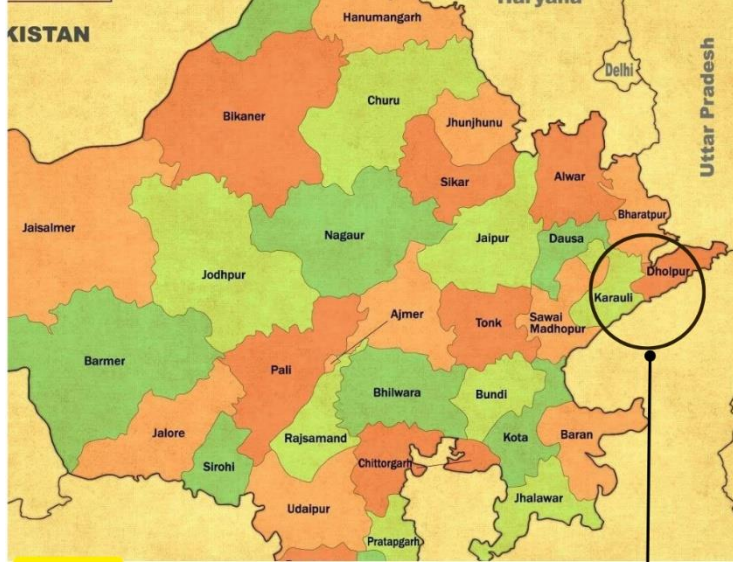 Haryana
Hanumangarh
KISTAN
Delhi
Uttar Pradesh
Churu
Bikaner
Jhunjhunu
Alwar
Sikar
Bharatpur
Jaisalmer
Nagaur
Jaipur
Dausa
Jodhpur
Dholpur
Karauli
Ajmer
Tonk
Sawai
Madhopur
Barmer
Pali
Bhilwara
Bundi
Jalore
Rajsamand
Kota
Baran
Sirohi
Chittorgarh
Jhalawar
Udaipur
Pratapgarh